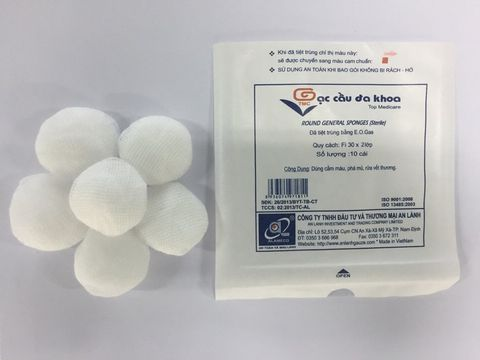 Khi đã tiệt trùng chỉ thị màu này:
sẽ được chuyển sang màu cam chuẩn:
SỬ DỤNG AN TOÀN KHI BAO GÓI KHÔNG BỊ RÁCH - HỞ
TMC
Gạc cầu đa khoa
Top Medicare
ROUND GENERAL SPONGES (Sterile)
Đã tiệt trùng bằng E.O.Gas
Quy cách: Fi 30 x 2lớp
Số lượng: 10 cái
Công Dụng: Dùng cầm máu, phá mủ, rửa vết thương.
SĐK: 26/2013/BYT-TB-CT
TCCS: 02:2013/TC-AL
ISO 9001:2008
ISO 13485:2003
CÔNG TY TNHH ĐẦU TƯ VÀ THƯƠNG MẠI AN LÀNH
AN LANH INVESTMENT AND TRADING COMPANY LIMITED
Địa chỉ: Lô 52,53,54 Cụm CN.An Xá-Xã Mỹ Xá-TP. Nam Định
ĐT: 0350 3 686 968 Fax: 0350 3 672 311
Website: http://www.anlanhgauze.com - Made in VietNam
ALAMECO
OPEN